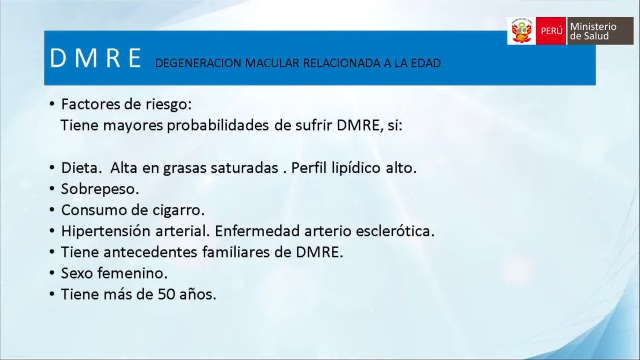 PERÚ
Ministerio
de Salud
DMRE DEGENERACION MACULAR RELACIONADA A LA EDAD
• Factores de riesgo:
Tiene mayores probabilidades de sufrir DMRE, si:
• Dieta. Alta en grasas saturadas . Perfil lipídico alto.
• Sobrepeso.
• Consumo de cigarro.
• Hipertensión arterial. Enfermedad arterio esclerótica.
• Tiene antecedentes familiares de DMRE.
• Sexo femenino.
• Tiene más de 50 años.